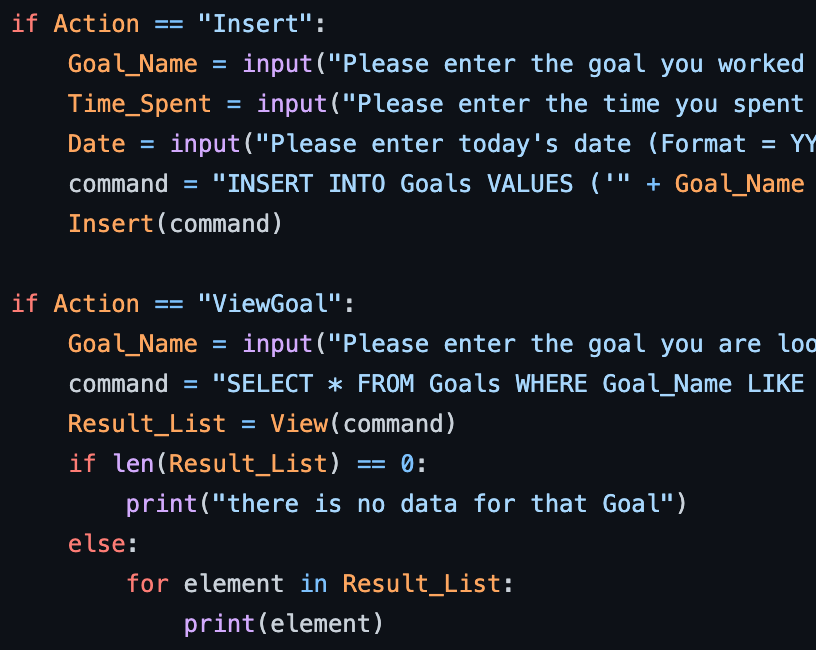 if Action == "Insert":
    Goal_Name = input("Please enter the goal you worked
    Time_Spent = input("Please enter the time you spent
    Date = input("Please enter today's date (Format = YY
    command = "INSERT INTO Goals VALUES ('" + Goal_Name
    Insert(command)

if Action == "ViewGoal":
    Goal_Name = input("Please enter the goal you are loo
    command = "SELECT * FROM Goals WHERE Goal_Name LIKE
    Result_List = View(command)
    if len(Result_List) == 0:
        print("there is no data for that Goal")
    else:
        for element in Result_List:
            print(element)